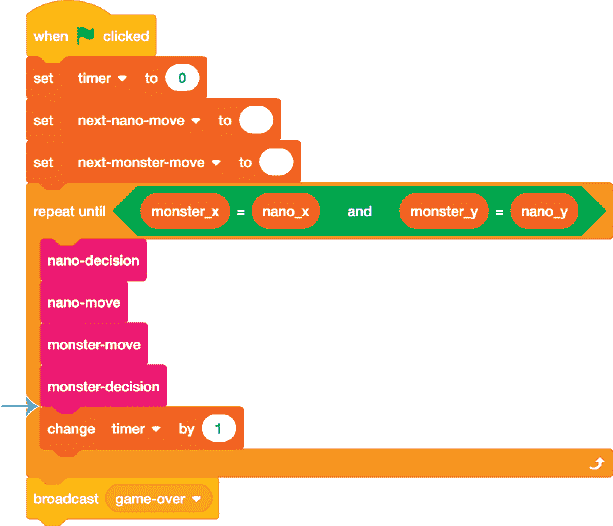 when clicked
set timer to 0
set next-nano-move to
set next-monster-move to
repeat until monster_x = nano_x and monster_y = nano_y
nano-decision
nano-move
monster-move
monster-decision
change timer by 1
broadcast game-over